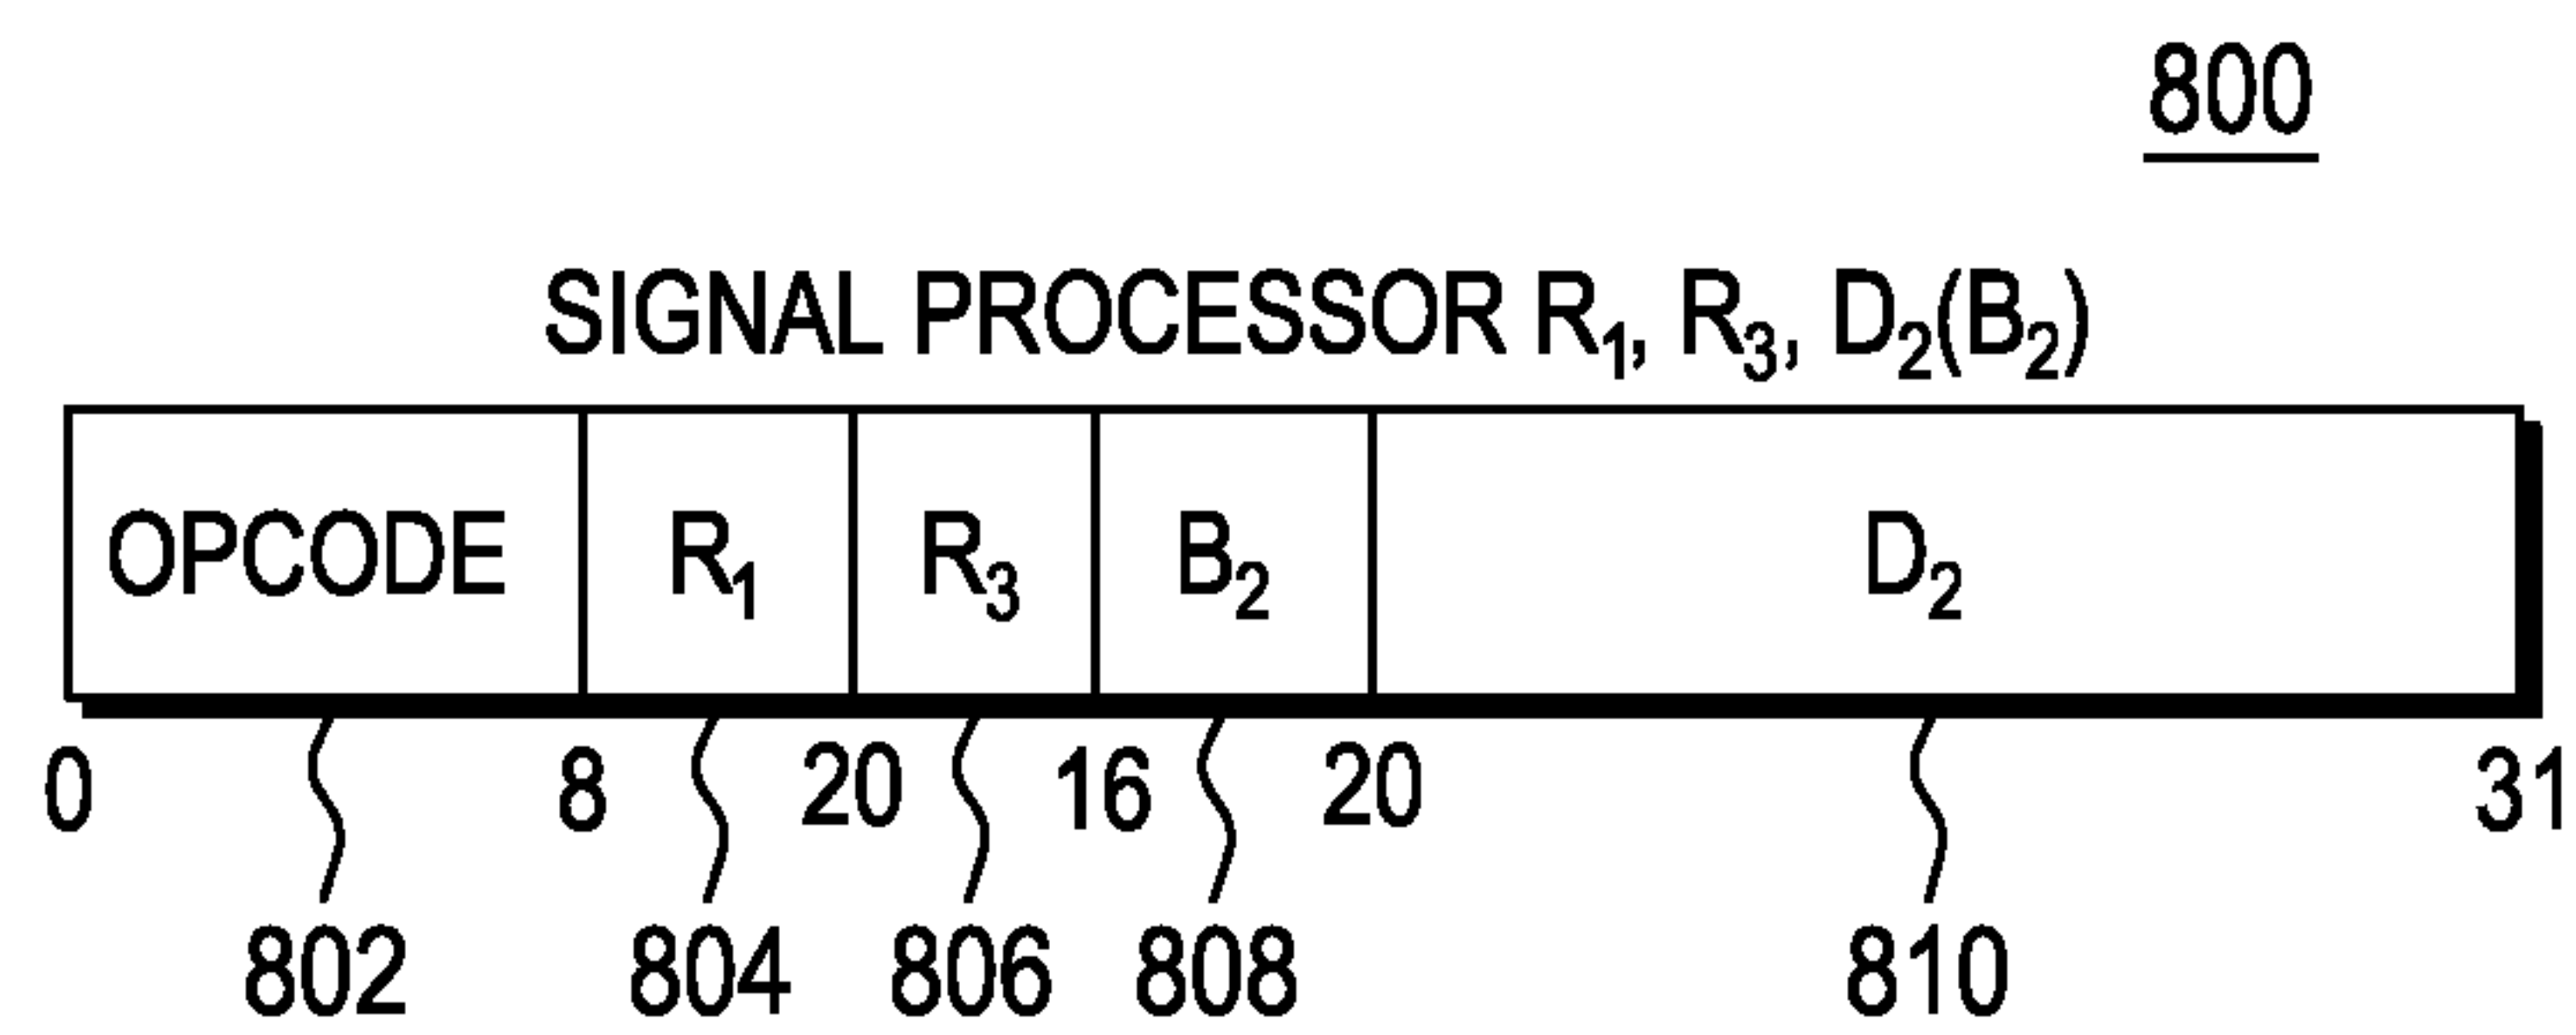 800
SIGNAL PROCESSOR R₁, R₃, D₂(B₂)
OPCODE R₁ R₃ B₂ D₂
0 8 20 16 20 31
802 804 806 808 810